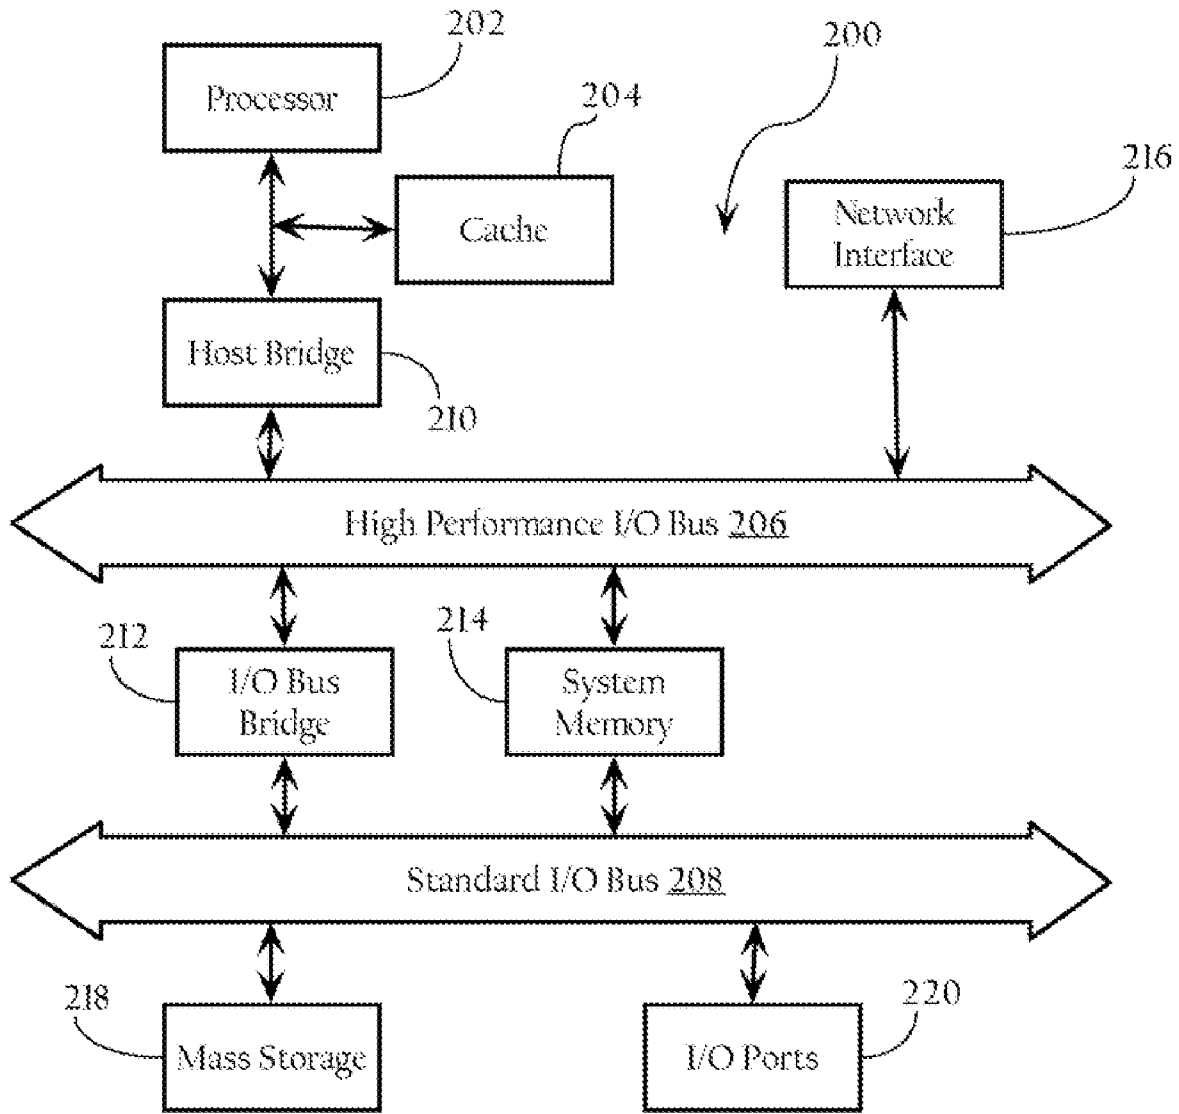 202
Processor
200
204
Cache
216
Network
Interface
Host Bridge
210
High Performance I/O Bus 206
212
I/O Bus
Bridge
214
System
Memory
Standard I/O Bus 208
218
Mass Storage
220
I/O Ports